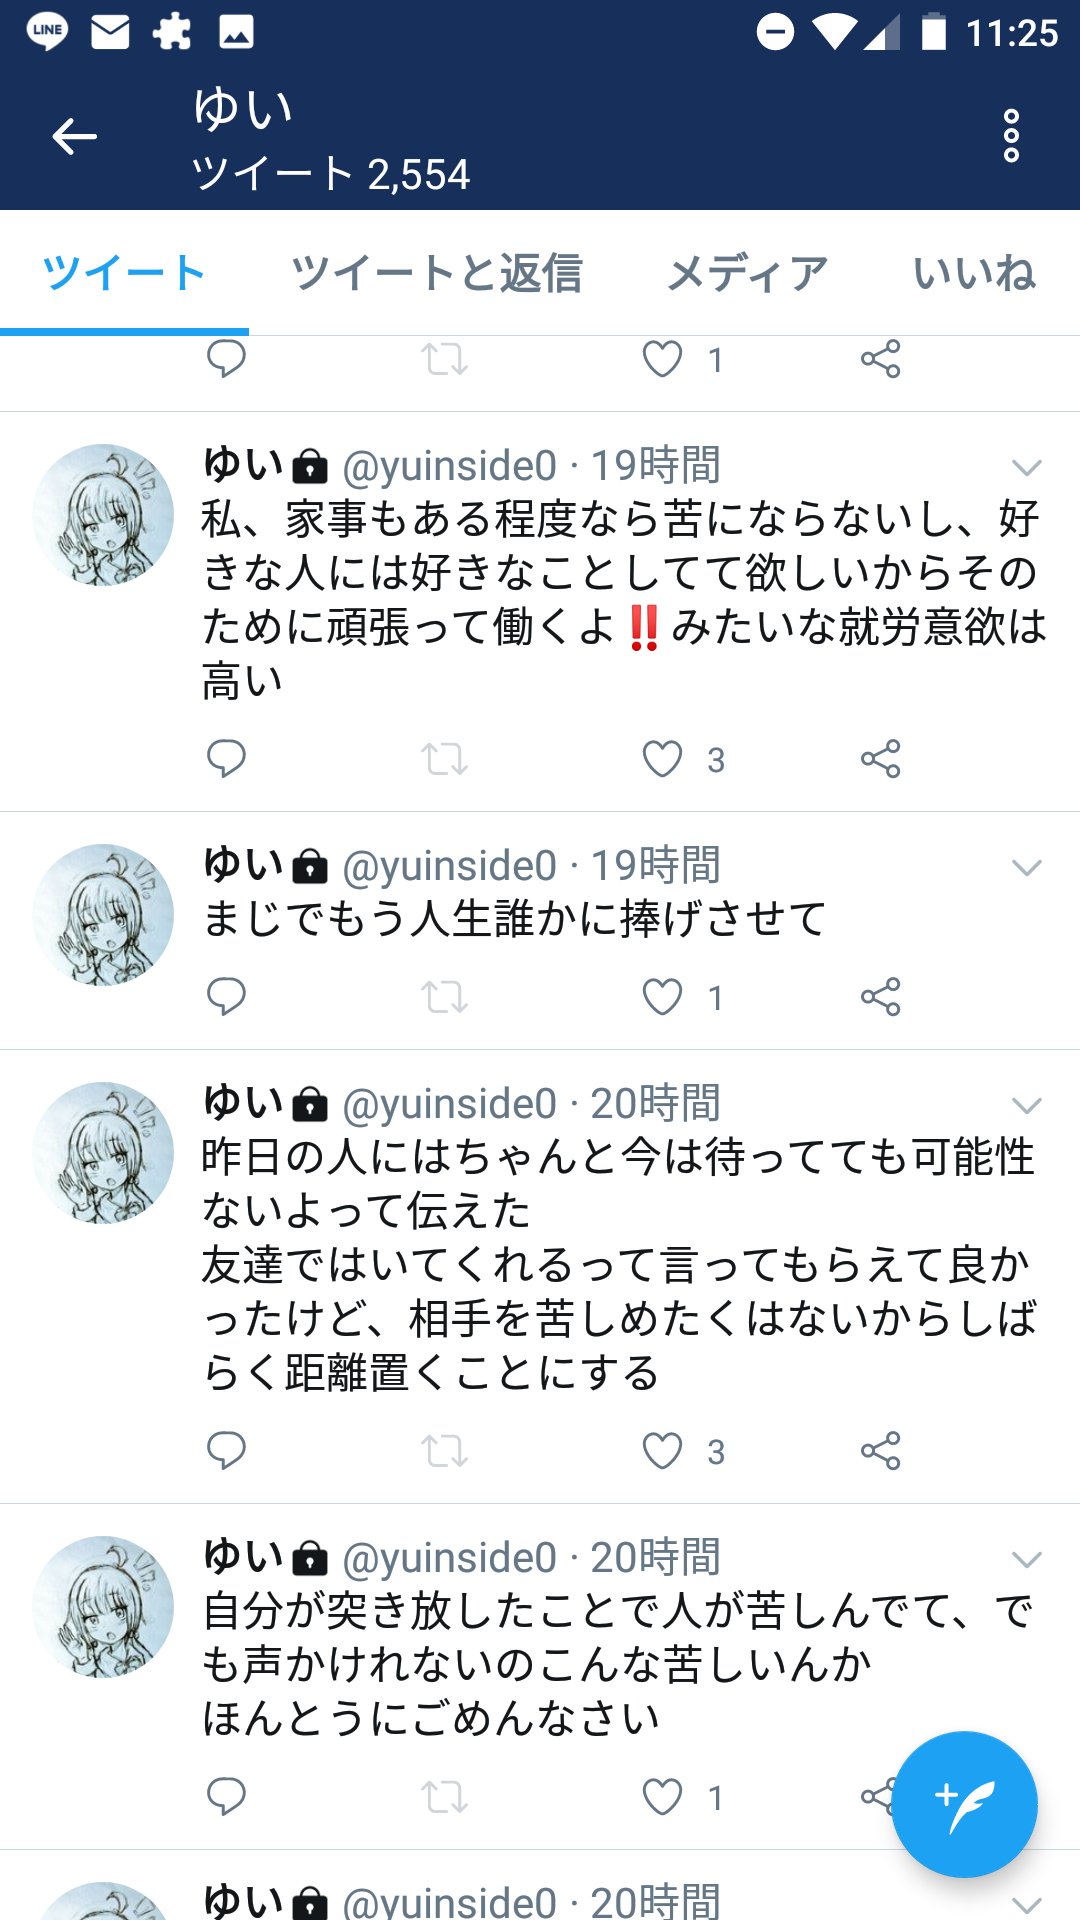 LINE
11:25
ゆい
ツイート 2,554
ツイート ツイートと返信 メディア いいね
1
ゆい @yuinside0 · 19時間
私、家事もある程度なら苦にならないし、好
きな人には好きなことしてて欲しいからその
ために頑張って働くよ‼️みたいな就労意欲は
高い
3
ゆい @yuinside0 · 19時間
まじでもう人生誰かに捧げさせて
1
ゆい @yuinside0 · 20時間
昨日の人にはちゃんと今は待ってても可能性
ないよって伝えた
友達ではいてくれるって言ってもらえて良か
ったけど、相手を苦しめたくはないからしば
らく距離置くことにする
3
ゆい @yuinside0 · 20時間
自分が突き放したことで人が苦しんでて、で
も声かけれないのこんな苦しいんか
ほんとうにごめんなさい
1
ゆい @yuinside0 · 20時間